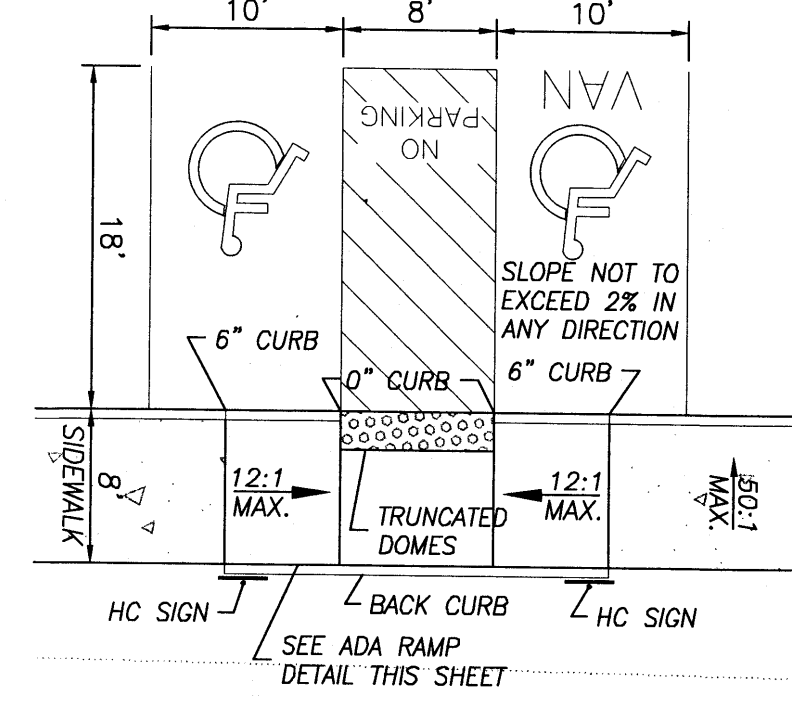 10'
8'
10'
18'
NO
PARKING
VAN
SLOPE NOT TO
EXCEED 2% IN
ANY DIRECTION
6" CURB
0" CURB
6" CURB
SIDEWALK
8'
12:1
MAX.
12:1
MAX.
50:1
MAX.
TRUNCATED
DOMES
HC SIGN
BACK CURB
HC SIGN
SEE ADA RAMP
DETAIL THIS SHEET